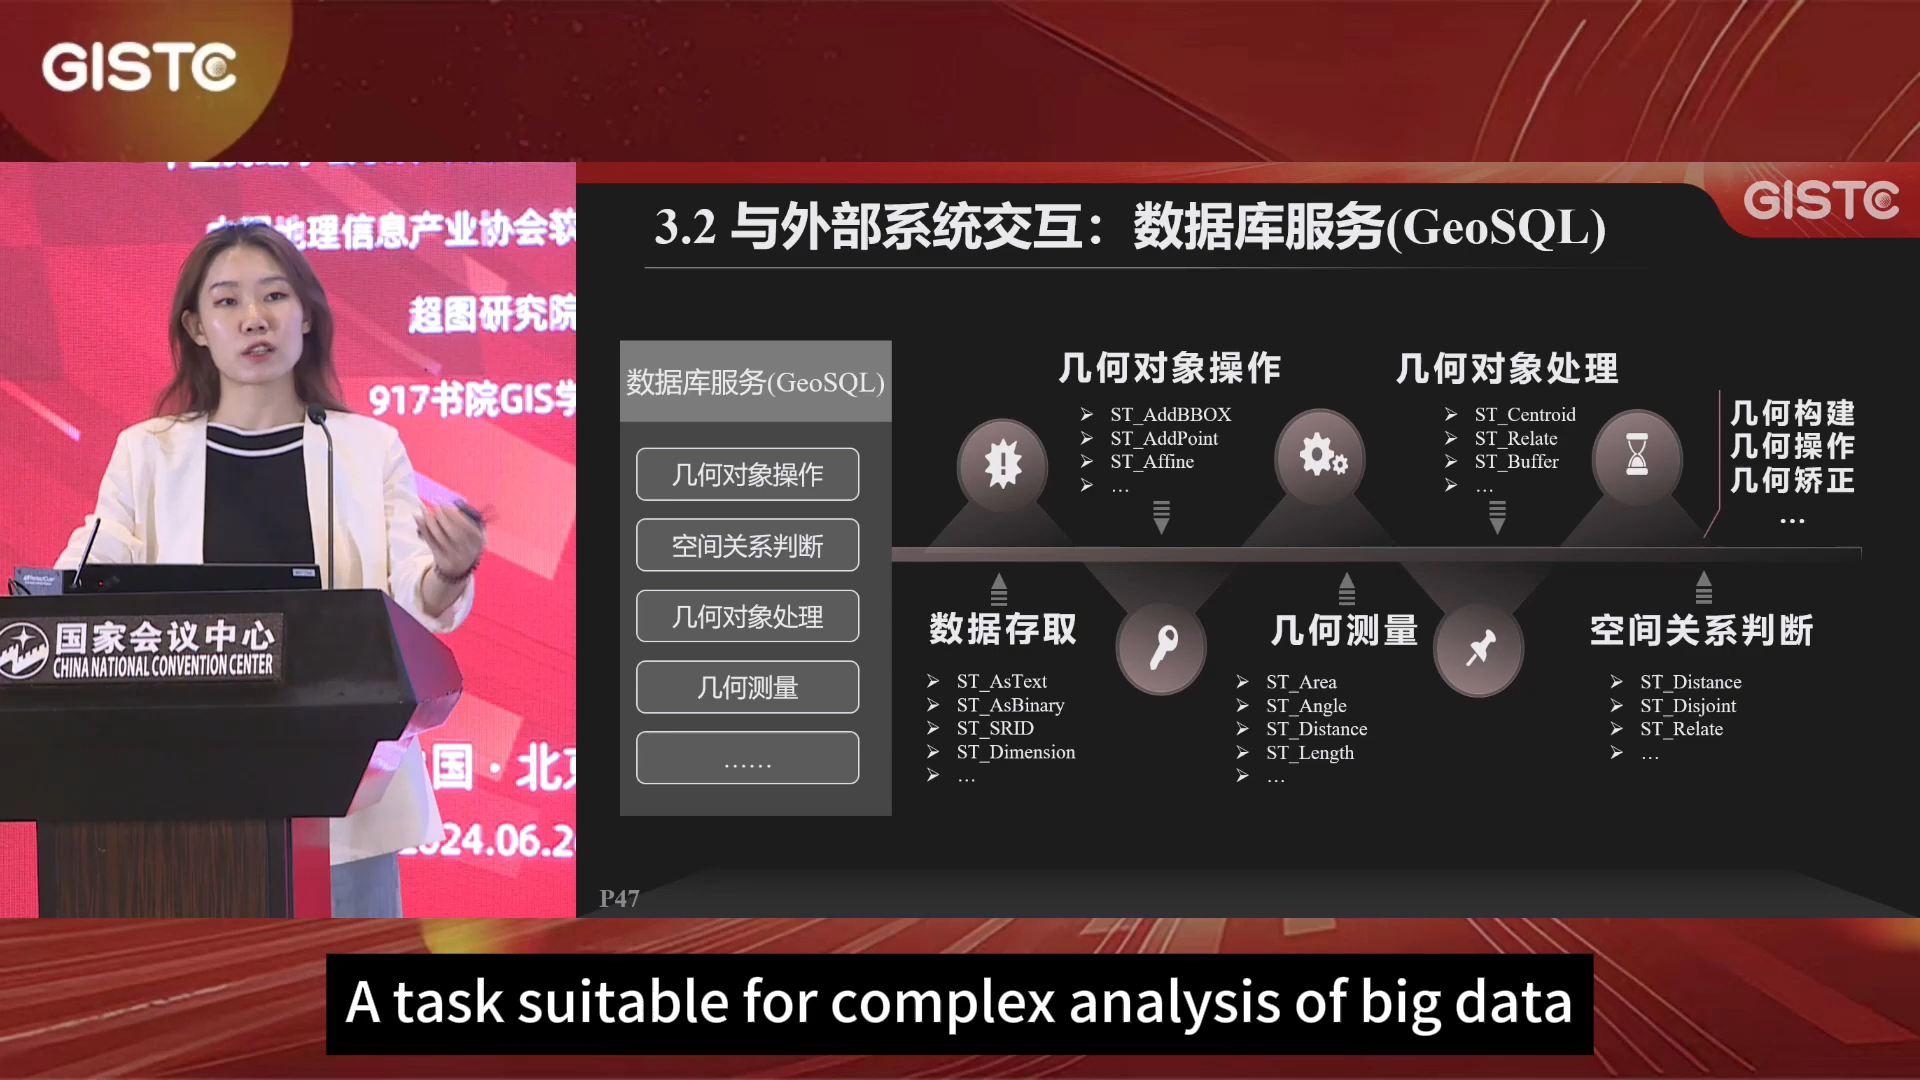 GISTC
地理信息产业协会软
超图研究院
917书院GIS学
国·北京
2024.06.2
国家会议中心
CHINA NATIONAL CONVENTION CENTER
GISTC
3.2 与外部系统交互：数据库服务(GeoSQL)
数据库服务(GeoSQL)
几何对象操作
空间关系判断
几何对象处理
几何测量
……
几何对象操作
➢ ST_AddBBOX
➢ ST_AddPoint
➢ ST_Affine
➢ …
几何对象处理
➢ ST_Centroid
➢ ST_Relate
➢ ST_Buffer
➢ …
几何构建
几何操作
几何矫正
…
数据存取
➢ ST_AsText
➢ ST_AsBinary
➢ ST_SRID
➢ ST_Dimension
➢ …
几何测量
➢ ST_Area
➢ ST_Angle
➢ ST_Distance
➢ ST_Length
➢ …
空间关系判断
➢ ST_Distance
➢ ST_Disjoint
➢ ST_Relate
➢ …
P47
A task suitable for complex analysis of big data